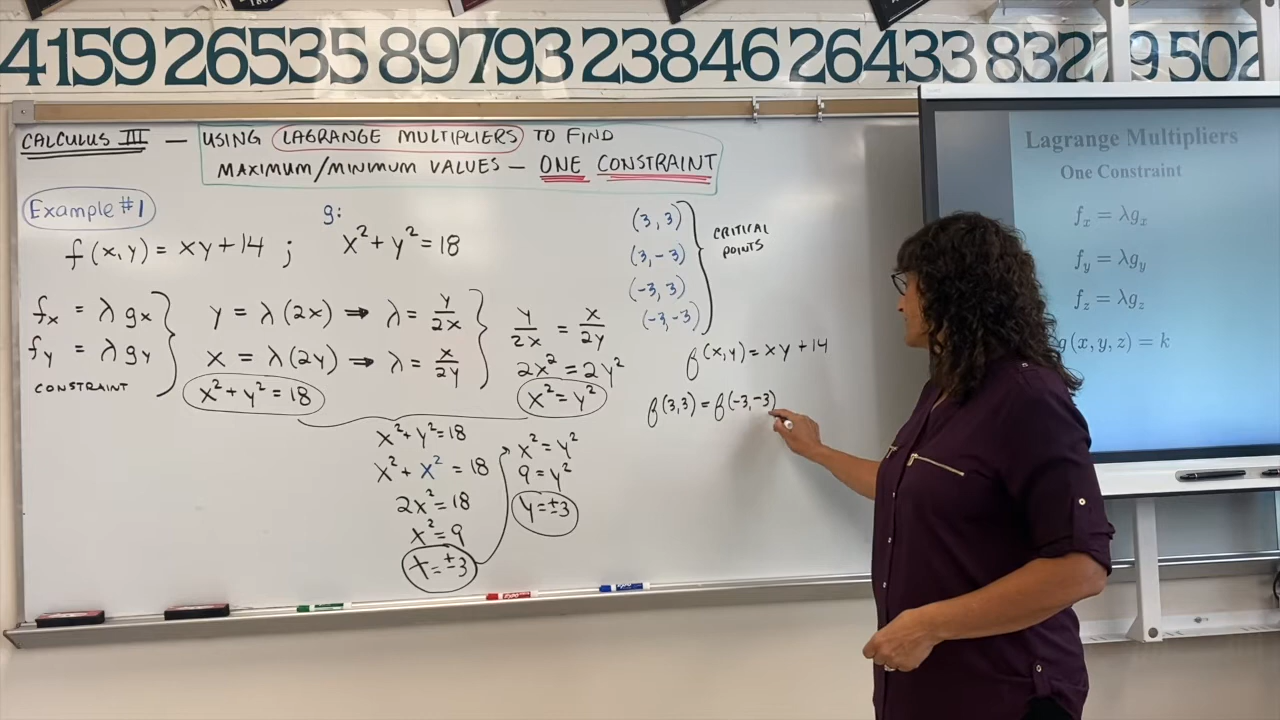 4159 26535 89793 23846 26433 83279 502
CALCULUS III — USING LAGRANGE MULTIPLIERS TO FIND
MAXIMUM/MINIMUM VALUES — ONE CONSTRAINT
Example #1
g:
f(x,y) = xy+14 ; x²+y²=18
fx = λ gx
fy = λ gy
CONSTRAINT
y = λ(2x) → λ = y/2x
x = λ(2y) → λ = x/2y
x²+y²=18
y/2x = x/2y
2x²=2y²
x²=y²
x²+y²=18
x²+x²=18
2x²=18
x²=9
x=±3
x²=y²
9=y²
y=±3
(3,3)
(3,-3)
(-3,3)
(-3,-3)
CRITICAL
POINTS
f(x,y)=xy+14
f(3,3)=f(-3,-3)
Lagrange Multipliers
One Constraint
fx = λgx
fy = λgy
fz = λgz
g(x, y, z) = k
EXPO
EXPO